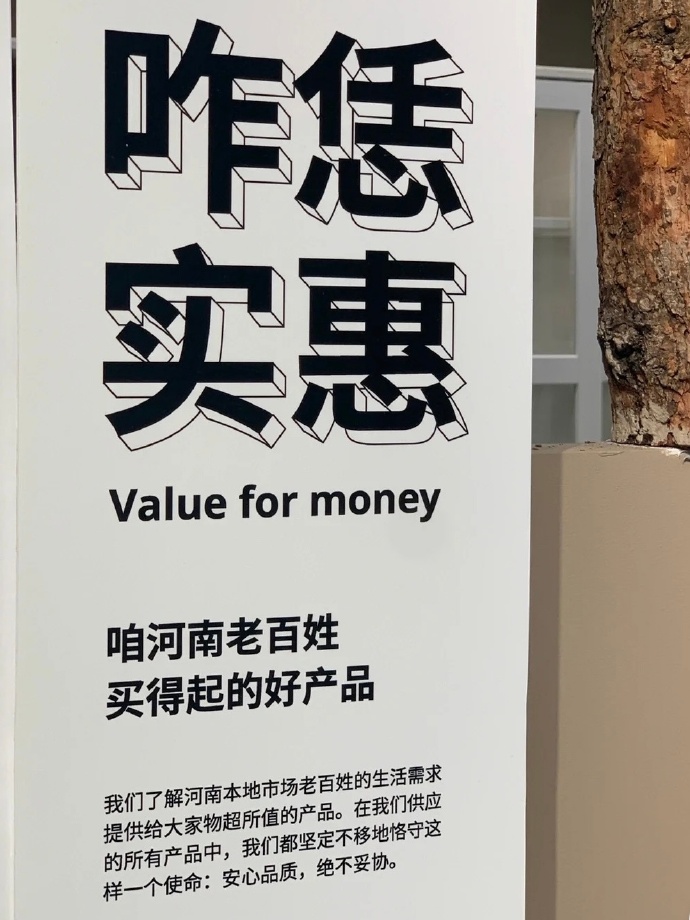 咋恁
实惠
Value for money
咱河南老百姓
买得起的好产品
我们了解河南本地市场老百姓的生活需求
提供给大家物超所值的产品。在我们供应
的所有产品中，我们都坚定不移地恪守这
样一个使命：安心品质，绝不妥协。